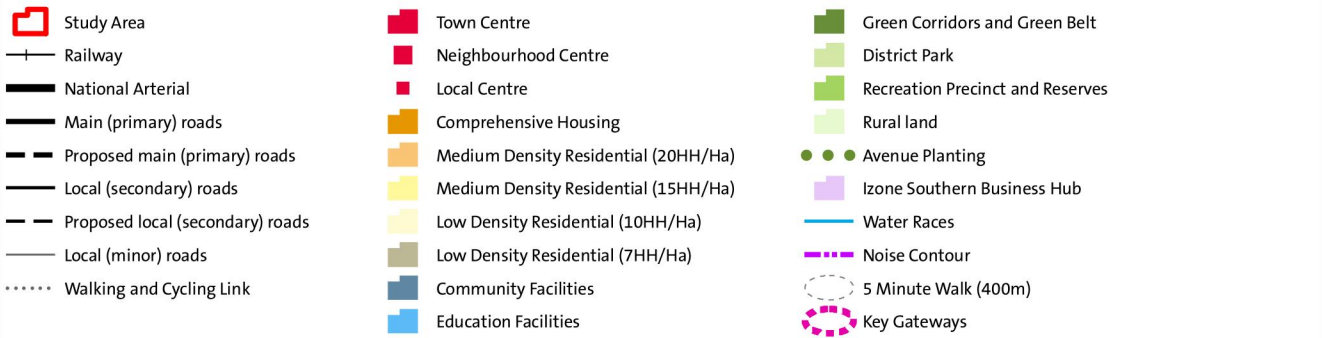 Study Area
Railway
National Arterial
Main (primary) roads
Proposed main (primary) roads
Local (secondary) roads
Proposed local (secondary) roads
Local (minor) roads
Walking and Cycling Link
Town Centre
Neighbourhood Centre
Local Centre
Comprehensive Housing
Medium Density Residential (20HH/Ha)
Medium Density Residential (15HH/Ha)
Low Density Residential (10HH/Ha)
Low Density Residential (7HH/Ha)
Community Facilities
Education Facilities
Green Corridors and Green Belt
District Park
Recreation Precinct and Reserves
Rural land
Avenue Planting
Izone Southern Business Hub
Water Races
Noise Contour
5 Minute Walk (400m)
Key Gateways